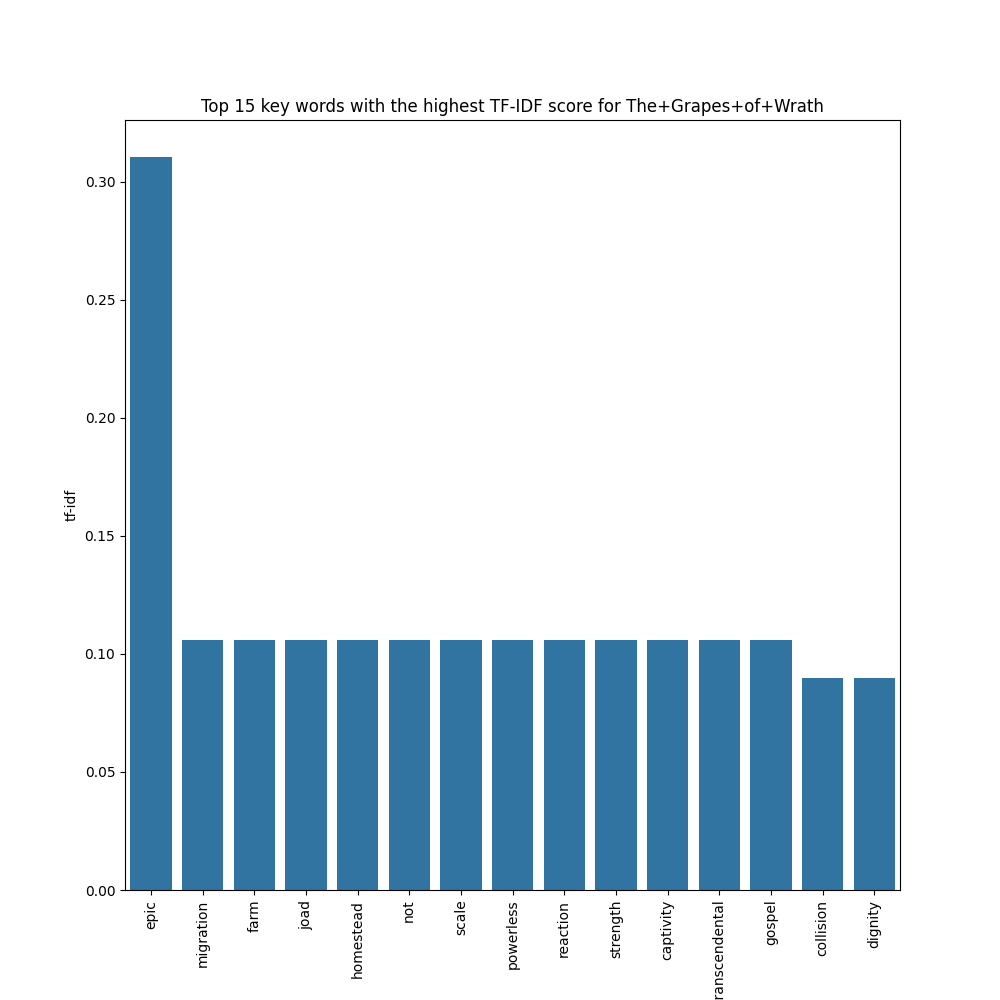 Top 15 key words with the highest TF-IDF score for The+Grapes+of+Wrath
0.30
0.25
0.20
0.15
0.10
0.05
0.00
tf-idf
epic
migration
farm
joad
homestead
not
scale
powerless
reaction
strength
captivity
ranscendental
gospel
collision
dignity